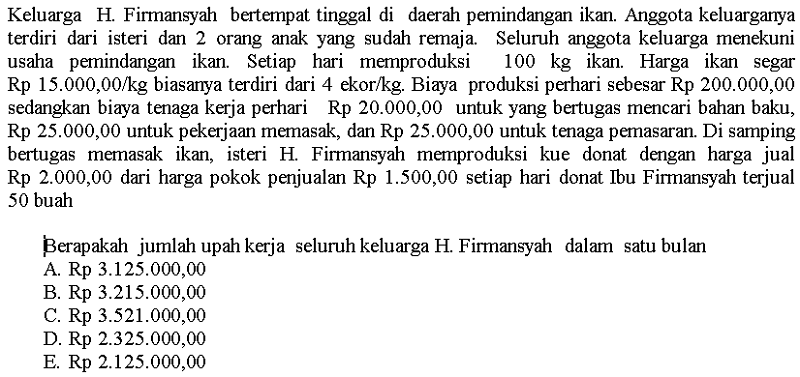 Keluarga H. Firmansyah bertempat tinggal di daerah pemindangan ikan. Anggota keluarganya
terdiri dari isteri dan 2 orang anak yang sudah remaja. Seluruh anggota keluarga menekuni
usaha pemindangan ikan. Setiap hari memproduksi 100 kg ikan. Harga ikan segar
Rp 15.000,00/kg biasanya terdiri dari 4 ekor/kg. Biaya produksi perhari sebesar Rp 200.000,00
sedangkan biaya tenaga kerja perhari Rp 20.000,00 untuk yang bertugas mencari bahan baku,
Rp 25.000,00 untuk pekerjaan memasak, dan Rp 25.000,00 untuk tenaga pemasaran. Di samping
bertugas memasak ikan, isteri H. Firmansyah memproduksi kue donat dengan harga jual
Rp 2.000,00 dari harga pokok penjualan Rp 1.500,00 setiap hari donat Ibu Firmansyah terjual
50 buah
Berapakah jumlah upah kerja seluruh keluarga H. Firmansyah dalam satu bulan
A. Rp 3.125.000,00
B. Rp 3.215.000,00
C. Rp 3.521.000,00
D. Rp 2.325.000,00
E. Rp 2.125.000,00